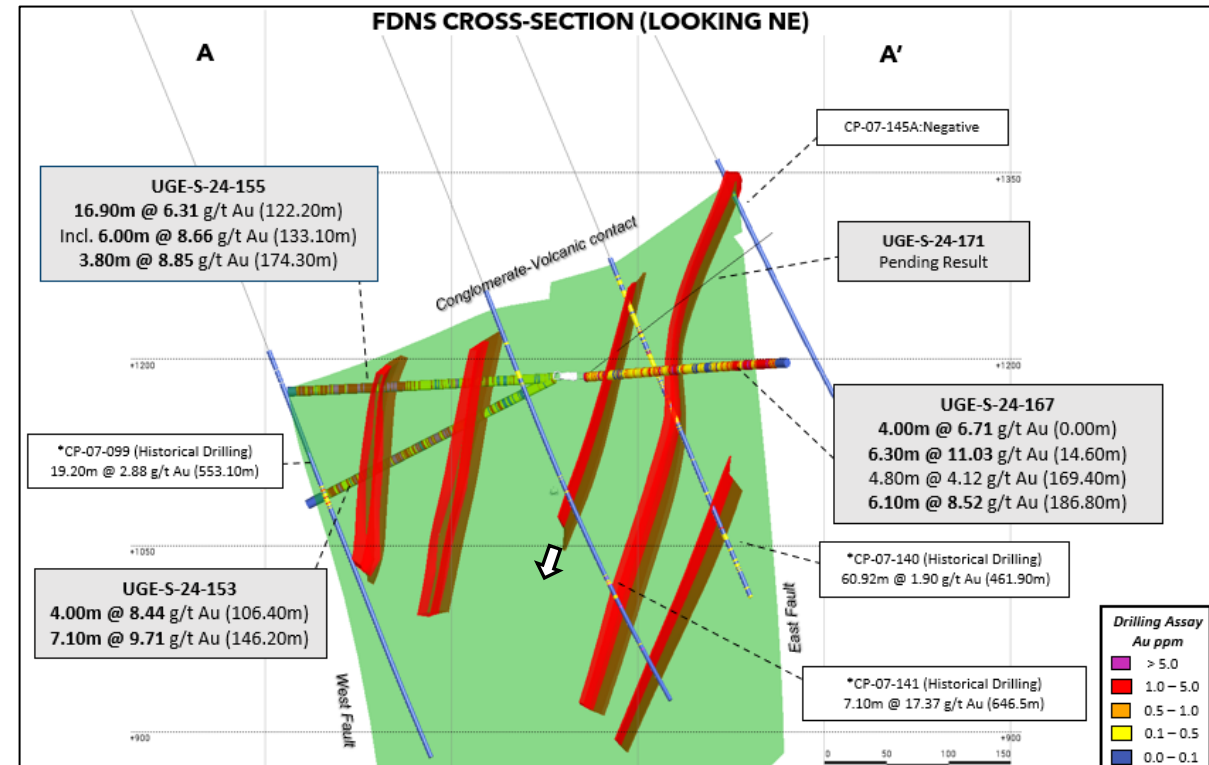 FDNS CROSS-SECTION (LOOKING NE)
A
A'
CP-07-145A:Negative
+1350
UGE-S-24-155
16.90m @ 6.31 g/t Au (122.20m)
Incl. 6.00m @ 8.66 g/t Au (133.10m)
3.80m @ 8.85 g/t Au (174.30m)
Conglomerate-Volcanic contact
UGE-S-24-171
Pending Result
+1200
+1200
UGE-S-24-167
4.00m @ 6.71 g/t Au (0.00m)
6.30m @ 11.03 g/t Au (14.60m)
4.80m @ 4.12 g/t Au (169.40m)
6.10m @ 8.52 g/t Au (186.80m)
*CP-07-099 (Historical Drilling)
19.20m @ 2.88 g/t Au (553.10m)
+1050
*CP-07-140 (Historical Drilling)
60.92m @ 1.90 g/t Au (461.90m)
UGE-S-24-153
4.00m @ 8.44 g/t Au (106.40m)
7.10m @ 9.71 g/t Au (146.20m)
East Fault
West Fault
*CP-07-141 (Historical Drilling)
7.10m @ 17.37 g/t Au (646.5m)
+900
+900
0 50 100 150
Drilling Assay
Au ppm
> 5.0
1.0 – 5.0
0.5 – 1.0
0.1 – 0.5
0.0 – 0.1